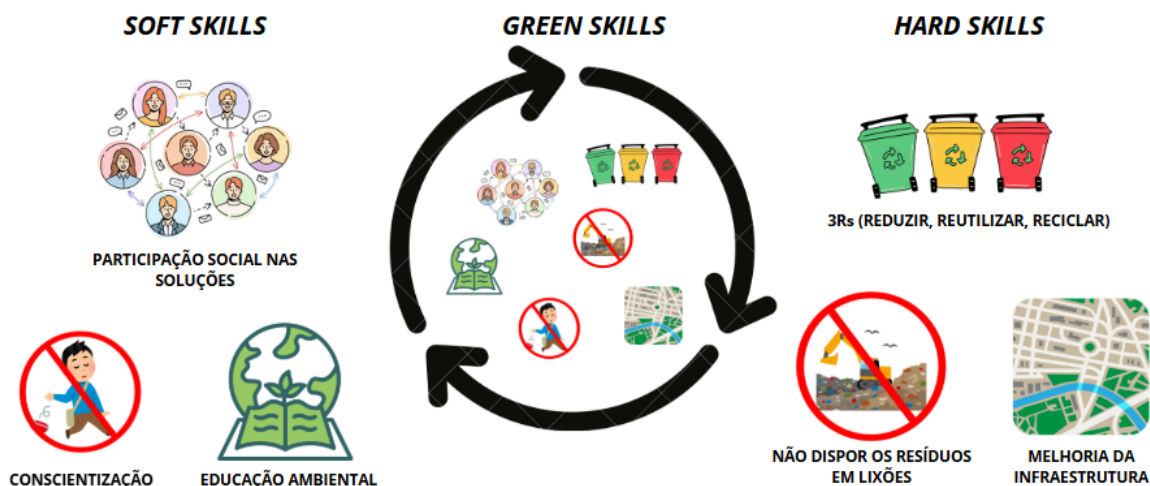 SOFT SKILLS
GREEN SKILLS
HARD SKILLS
PARTICIPAÇÃO SOCIAL NAS
SOLUÇÕES
3Rs (REDUZIR, REUTILIZAR, RECICLAR)
CONSCIENTIZAÇÃO
EDUCAÇÃO AMBIENTAL
NÃO DISPOR OS RESÍDUOS
EM LIXÕES
MELHORIA DA
INFRAESTRUTURA